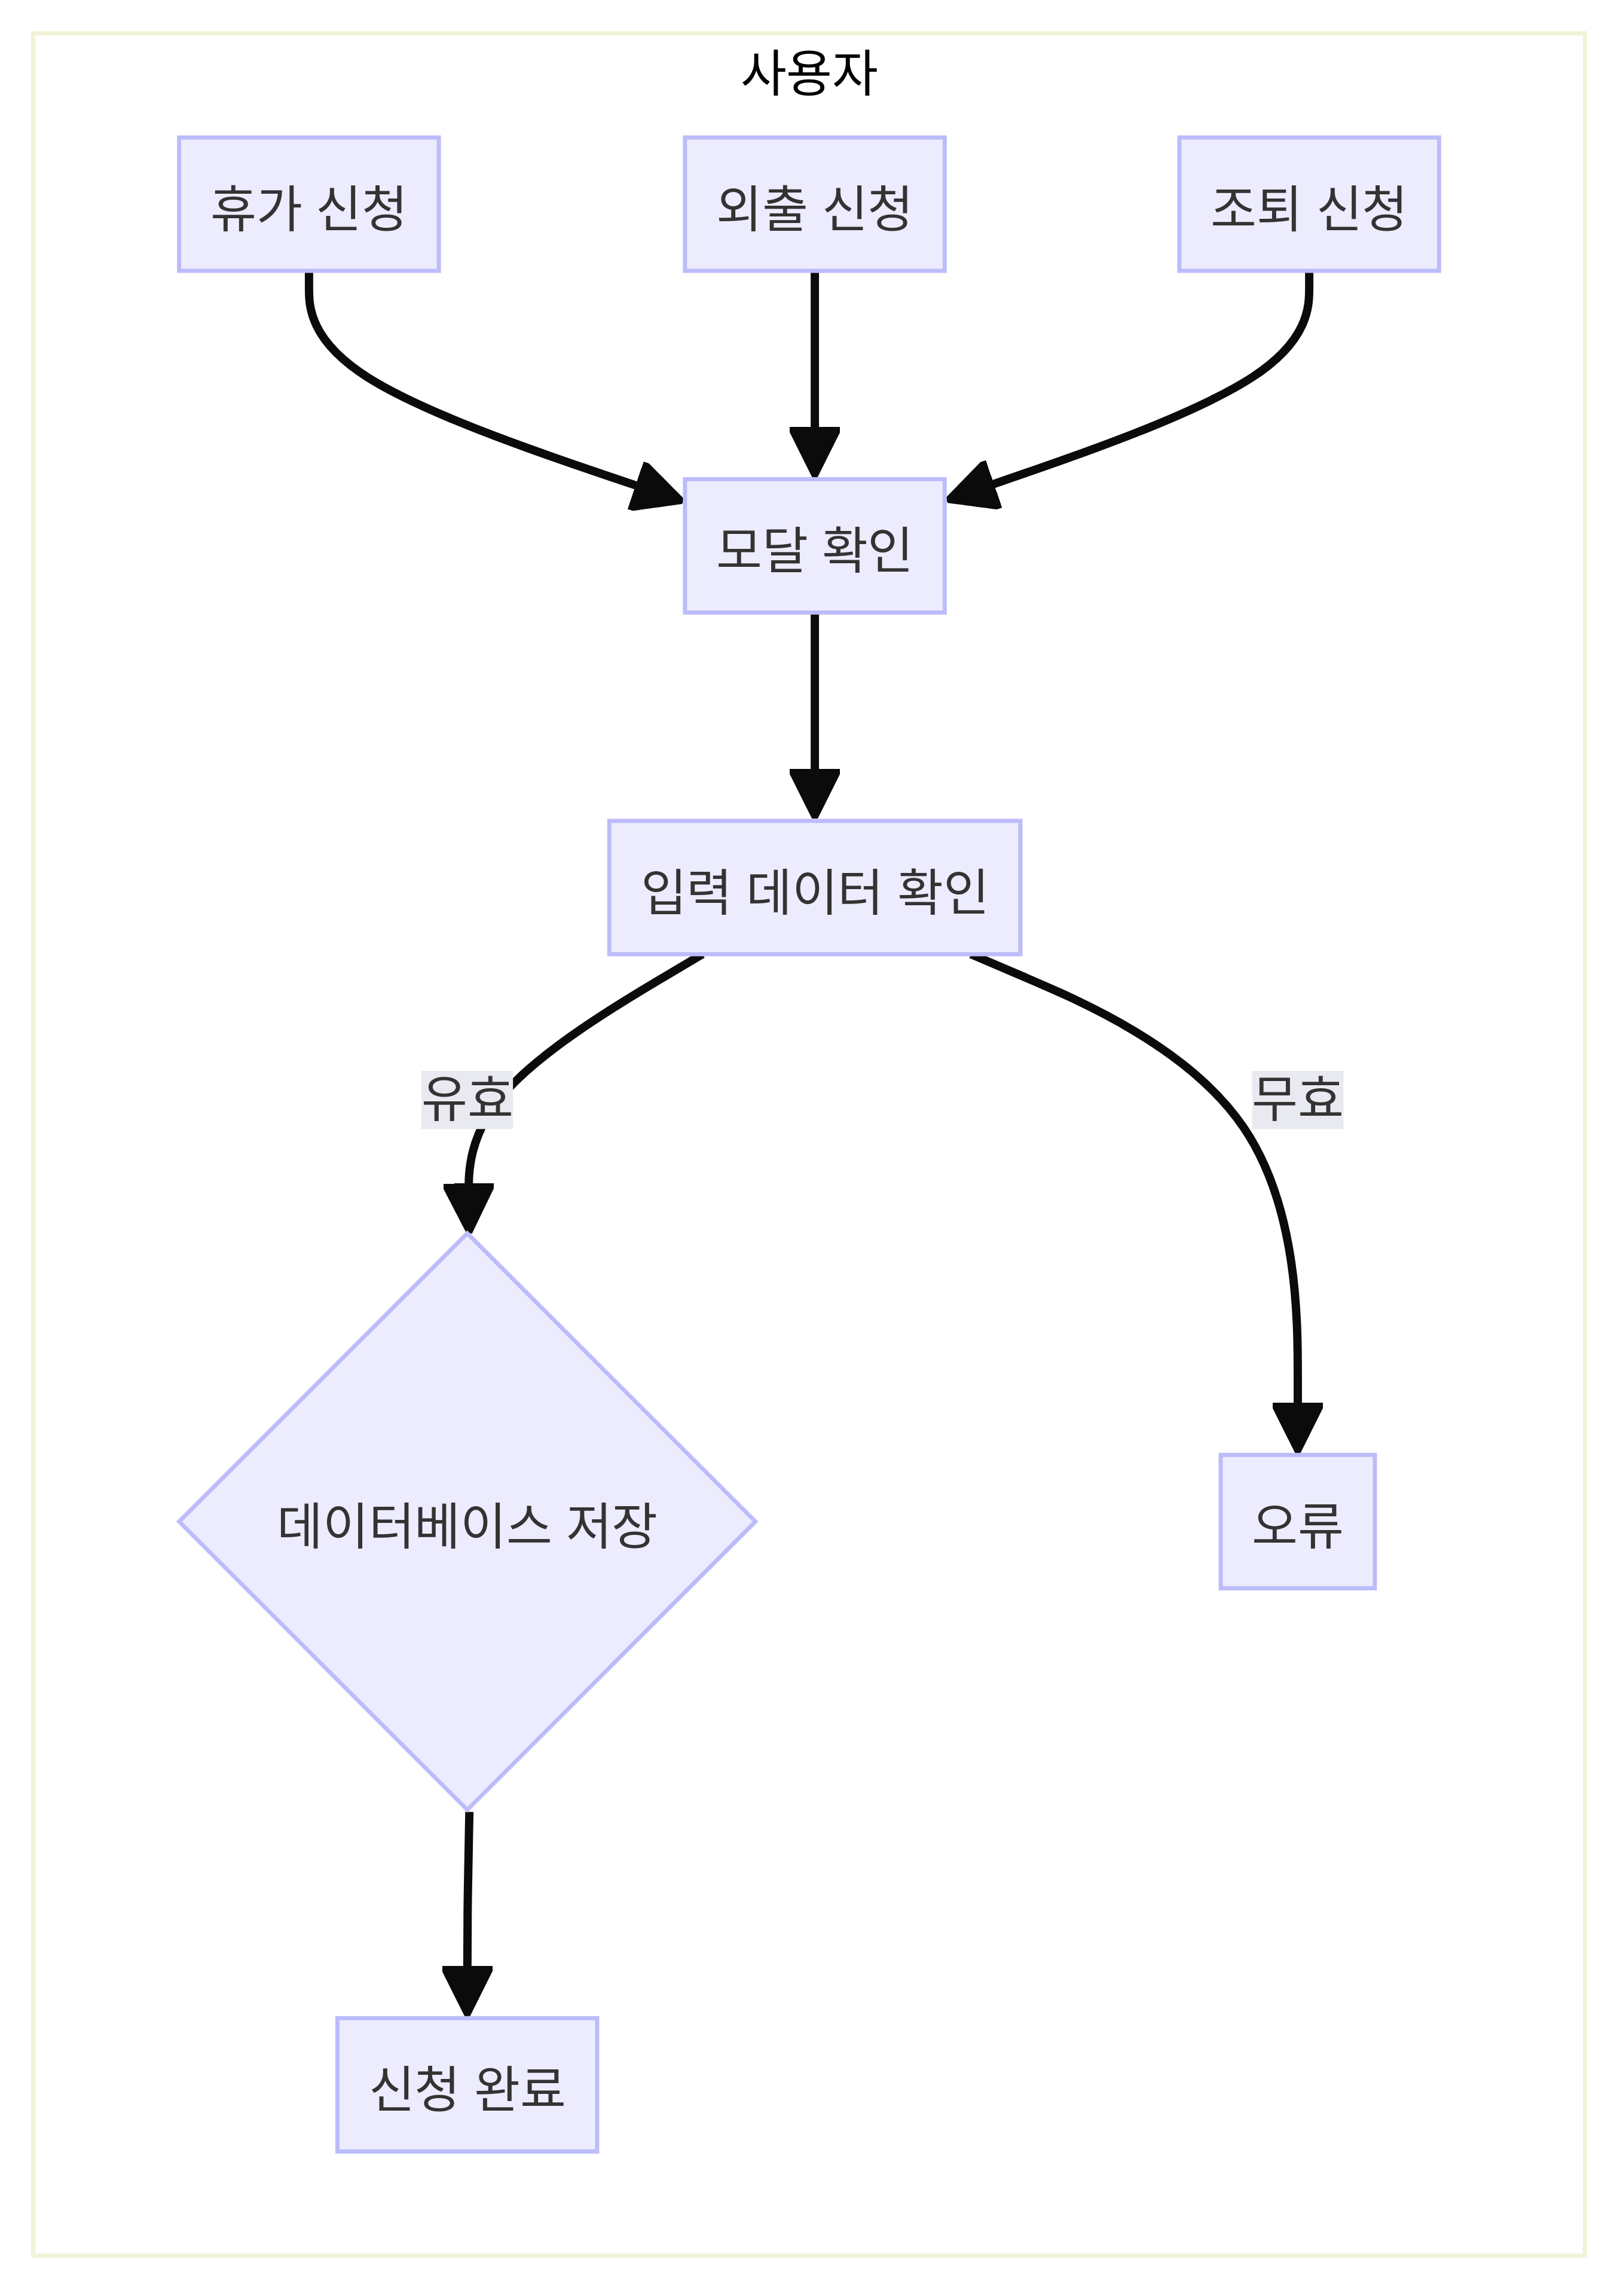 사용자
휴가 신청
외출 신청
조퇴 신청
모달 확인
입력 데이터 확인
유효
무효
데이터베이스 저장
오류
신청 완료